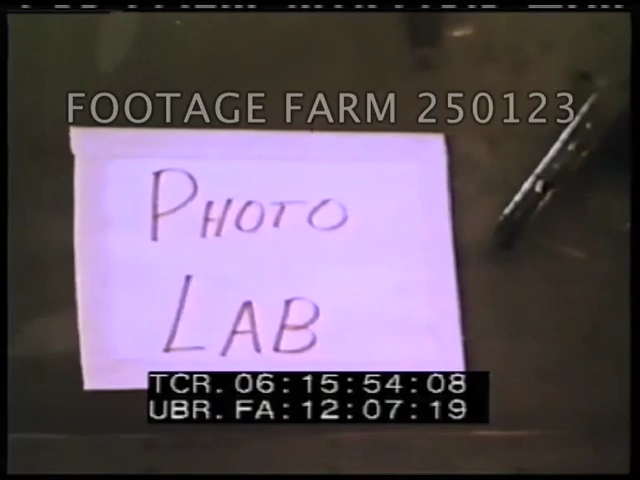 FOOTAGE FARM 250123
PHOTO
LAB
TCR. 06:15:54:08
UBR. FA:12:07:19